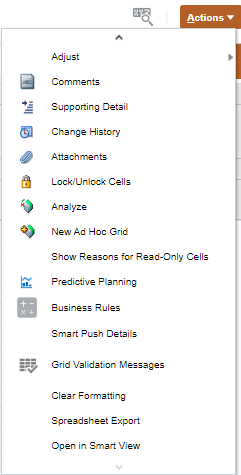 Actions
Adjust
Comments
Supporting Detail
Change History
Attachments
Lock/Unlock Cells
Analyze
New Ad Hoc Grid
Show Reasons for Read-Only Cells
Predictive Planning
Business Rules
Smart Push Details
Grid Validation Messages
Clear Formatting
Spreadsheet Export
Open in Smart View